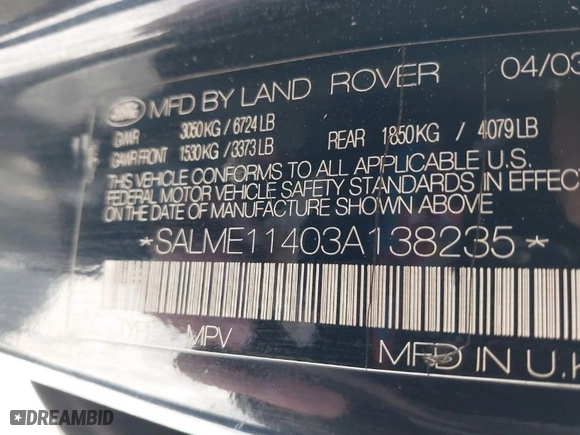 MFD BY LAND ROVER 04/03
GVWR 3050 KG / 6724 LB
GAWR FRONT 1530 KG / 3373 LB REAR 1850 KG / 4079 LB
THIS VEHICLE CONFORMS TO ALL APPLICABLE U.S.
FEDERAL MOTOR VEHICLE SAFETY STANDARDS IN EFFECT
ON THE DATE OF MANUFACTURE SHOWN ABOVE
*SALME11403A138235*
TYPE MPV
MFD IN U.K
DREAMBID